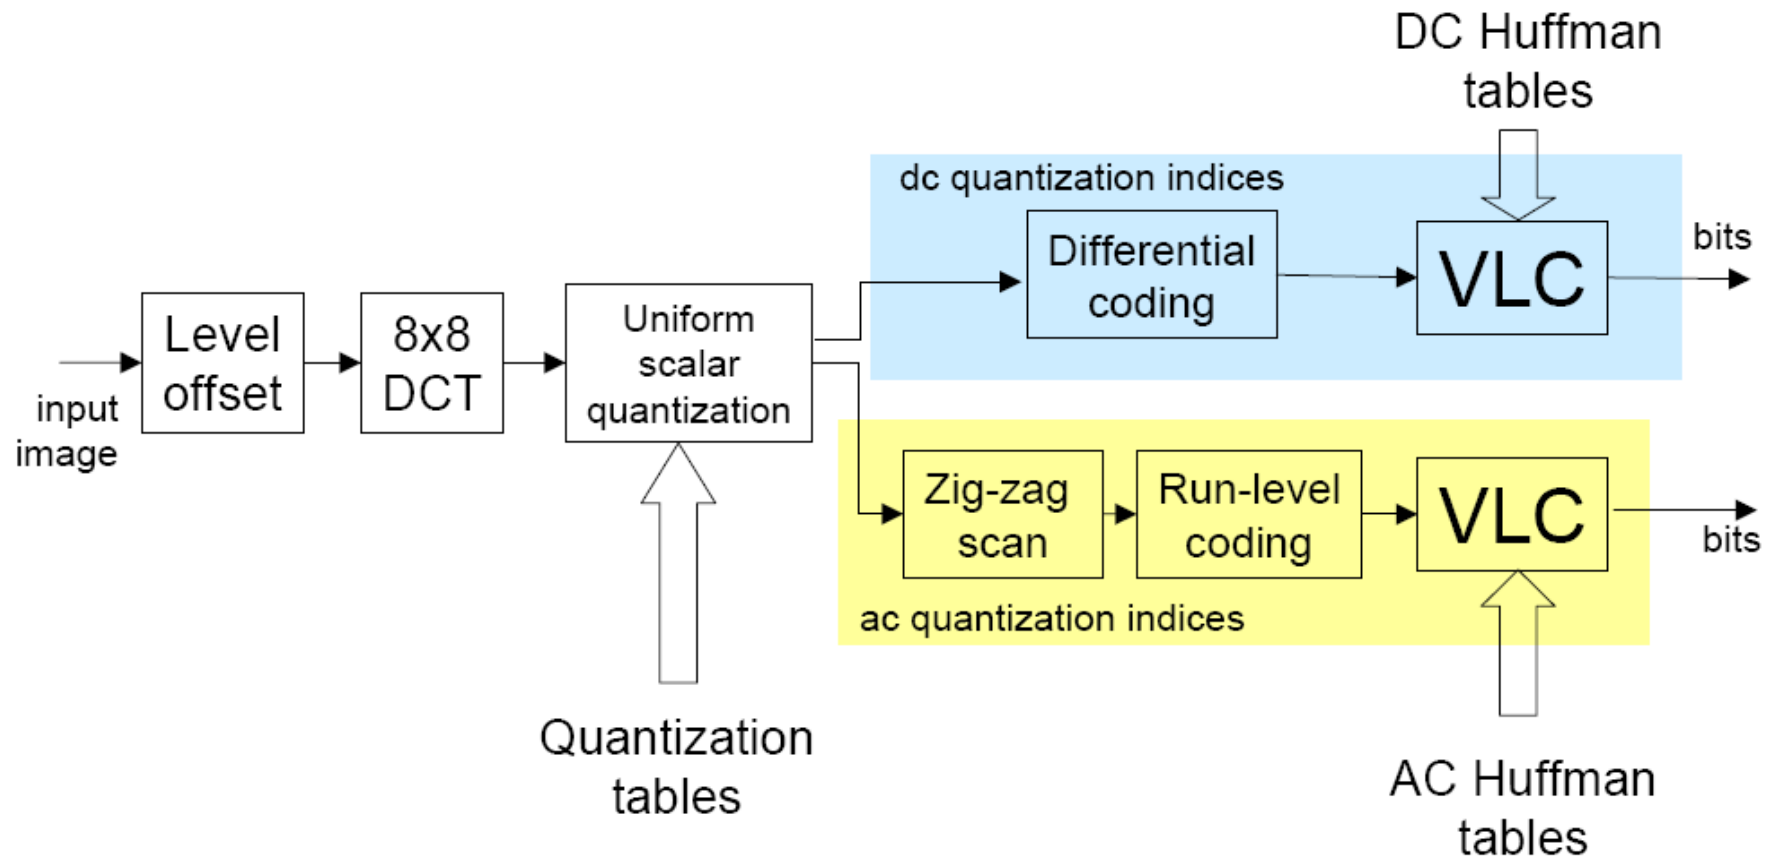 DC Huffman
tables
dc quantization indices
Differential
coding
VLC
bits
input
image
Level
offset
8x8
DCT
Uniform
scalar
quantization
Zig-zag
scan
Run-level
coding
VLC
bits
ac quantization indices
Quantization
tables
AC Huffman
tables